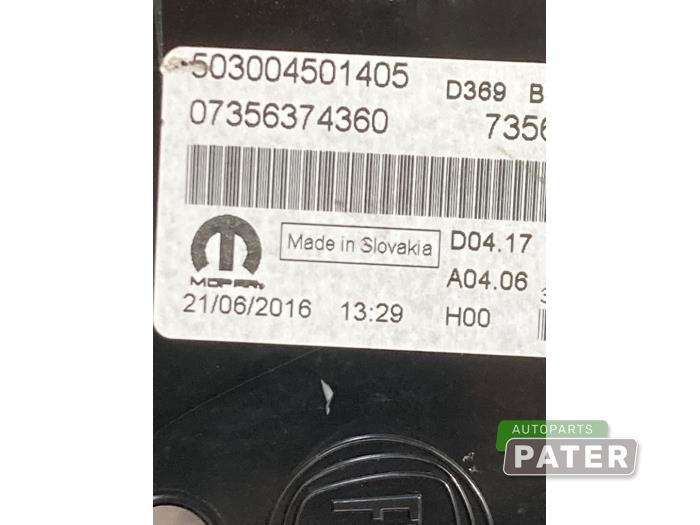 503004501405 D369 B
07356374360 7356
Made in Slovakia D04.17
MOPAR A04.06
21/06/2016 13:29 H00
AUTOPARTS
PATER
F